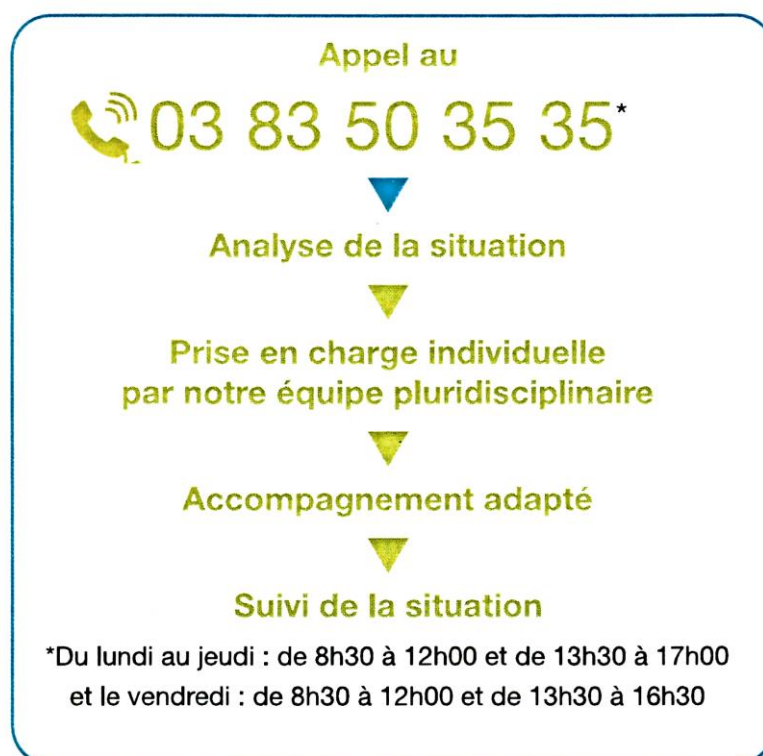 Appel au
03 83 50 35 35*
Analyse de la situation
Prise en charge individuelle
par notre équipe pluridisciplinaire
Accompagnement adapté
Suivi de la situation
*Du lundi au jeudi : de 8h30 à 12h00 et de 13h30 à 17h00
et le vendredi : de 8h30 à 12h00 et de 13h30 à 16h30